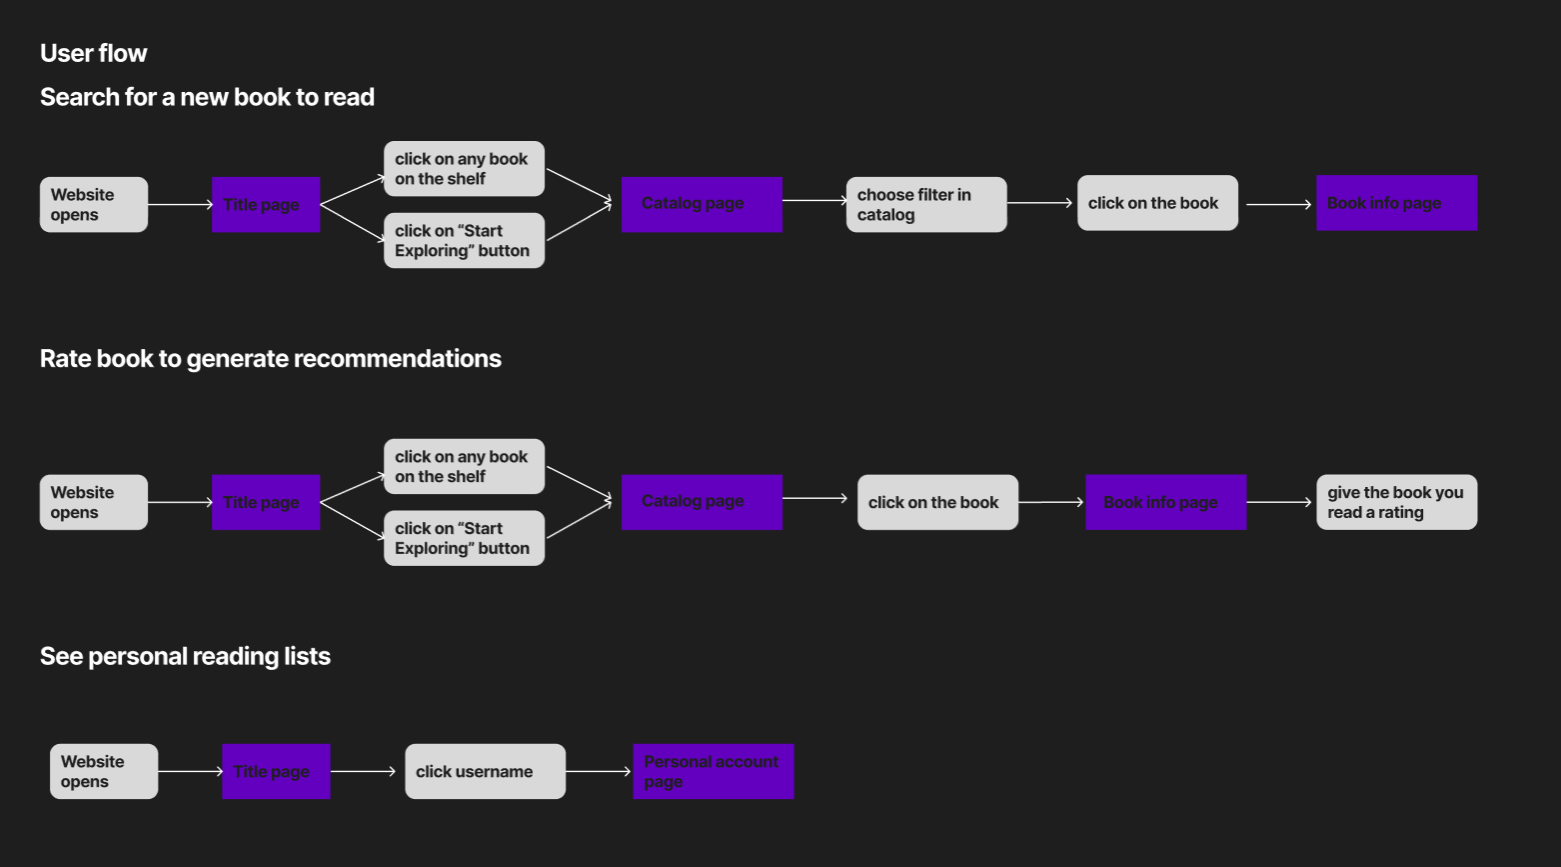 User flow
Search for a new book to read
Website
opens
Title page
click on any book
on the shelf
click on “Start
Exploring” button
Catalog page
choose filter in
catalog
click on the book
Book info page
Rate book to generate recommendations
Website
opens
Title page
click on any book
on the shelf
click on “Start
Exploring” button
Catalog page
click on the book
Book info page
give the book you
read a rating
See personal reading lists
Website
opens
Title page
click username
Personal account
page